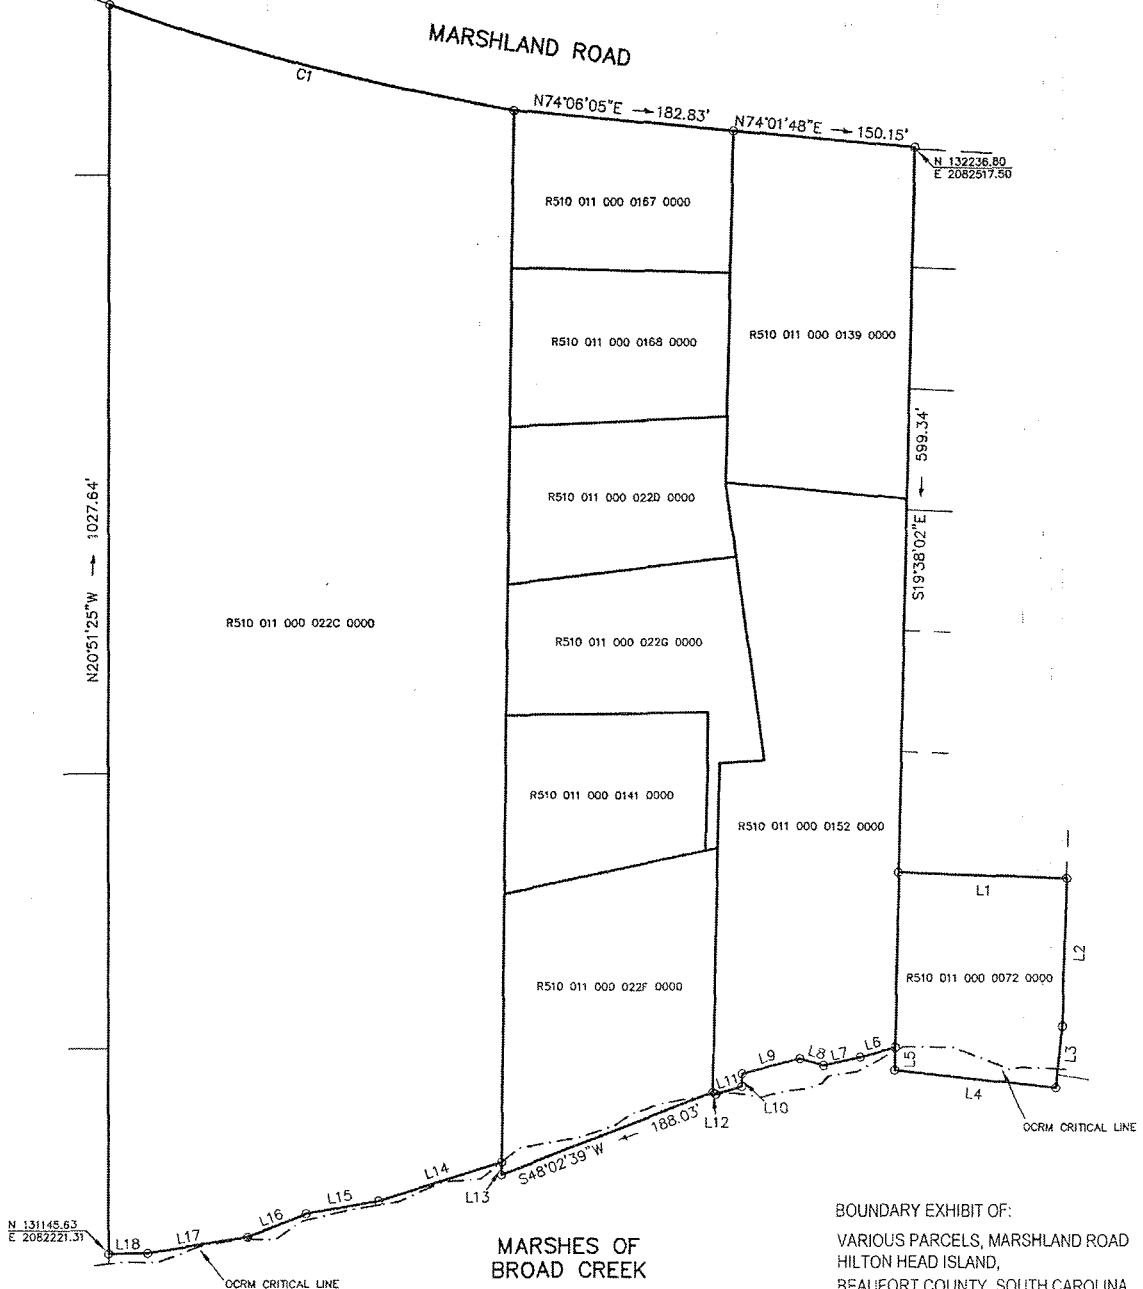 MARSHLAND ROAD
C1
N74°06'05"E → 182.83'
N74°01'48"E → 150.15'
N 132236.80
E 2082517.50
R510 011 000 0167 0000
R510 011 000 0168 0000
R510 011 000 0139 0000
N20°51'25"W → 1027.64'
S19°38'02"E → 599.34'
R510 011 000 022D 0000
R510 011 000 022C 0000
R510 011 000 022G 0000
R510 011 000 0141 0000
R510 011 000 0152 0000
L1
L2
R510 011 000 022F 0000
R510 011 000 0072 0000
L3
L4
L5
L6
L7
L8
L9
L10
L11
L12
S48°02'39"W ← 188.03'
L13
L14
L15
L16
L17
L18
OCRM CRITICAL LINE
N 131145.63
E 2082221.31
OCRM CRITICAL LINE
MARSHES OF
BROAD CREEK
BOUNDARY EXHIBIT OF:
VARIOUS PARCELS, MARSHLAND ROAD
HILTON HEAD ISLAND,
BEAUFORT COUNTY, SOUTH CAROLINA